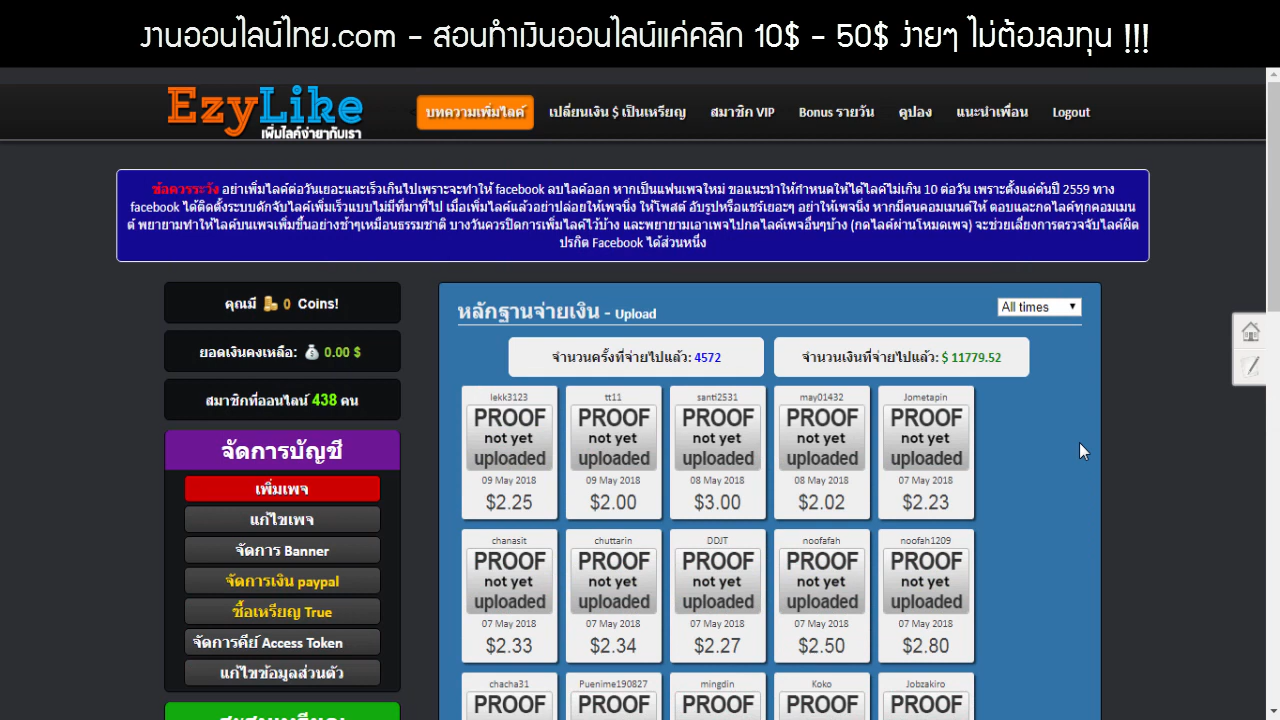 งานออนไลน์ไทย.com - สอนทำเงินออนไลน์แค่คลิก 10$ - 50$ ง่ายๆ ไม่ต้องลงทุน !!!
EzyLike
เพิ่มไลค์ง่ายๆกับเรา
บทความเพิ่มไลค์ เปลี่ยนเงิน $ เป็นเหรียญ สมาชิก VIP Bonus รายวัน คูปอง แนะนำเพื่อน Logout
ข้อควรระวัง อย่าเพิ่มไลค์ต่อวันเยอะและเร็วเกินไปเพราะจะทำให้ facebook ลบไลค์ออก หากเป็นแฟนเพจใหม่ ขอแนะนำให้กำหนดให้ได้ไลค์ไม่เกิน 10 ต่อวัน เพราะตั้งแต่ต้นปี 2559 ทาง
facebook ได้ติดตั้งระบบดักจับไลค์เพิ่มเร็วแบบไม่มีที่มาที่ไป เมื่อเพิ่มไลค์แล้วอย่าปล่อยให้เพจนิ่ง ให้โพสต์ อับรูปหรือแชร์เยอะๆ อย่าให้เพจนิ่ง หากมีคนคอมเมนต์ให้ ตอบและกดไลค์ทุกคอมเมน
ต์ พยายามทำให้ไลค์บนเพจเพิ่มขึ้นอย่างช้าๆเหมือนธรรมชาติ บางวันควรปิดการเพิ่มไลค์ไว้บ้าง และพยายามเอาเพจไปกดไลค์เพจอื่นๆบ้าง (กดไลค์ผ่านโหมดเพจ) จะช่วยเลี่ยงการตรวจจับไลค์ผิด
ปรกิต Facebook ได้ส่วนหนึ่ง
คุณมี 0 Coins!
ยอดเงินคงเหลือ: 0.00 $
สมาชิกที่ออนไลน์ 438 คน
จัดการบัญชี
เพิ่มเพจ
แก้ไขเพจ
จัดการ Banner
จัดการเงิน paypal
ซื้อเหรียญ True
จัดการคีย์ Access Token
แก้ไขข้อมูลส่วนตัว
หลักฐานจ่ายเงิน - Upload
All times
จำนวนครั้งที่จ่ายไปแล้ว: 4572 จำนวนเงินที่จ่ายไปแล้ว: $ 11779.52
lekk3123 tt11 santi2531 may01432 Jometapin
PROOF PROOF PROOF PROOF PROOF
not yet not yet not yet not yet not yet
uploaded uploaded uploaded uploaded uploaded
09 May 2018 09 May 2018 08 May 2018 08 May 2018 07 May 2018
$2.25 $2.00 $3.00 $2.02 $2.23
chanasit chuttarin DDJT noofafah noofah1209
PROOF PROOF PROOF PROOF PROOF
not yet not yet not yet not yet not yet
uploaded uploaded uploaded uploaded uploaded
07 May 2018 07 May 2018 07 May 2018 07 May 2018 07 May 2018
$2.33 $2.34 $2.27 $2.50 $2.80
chacha31 Puenime190827 mingdin Koko Jobzakiro
PROOF PROOF PROOF PROOF PROOF